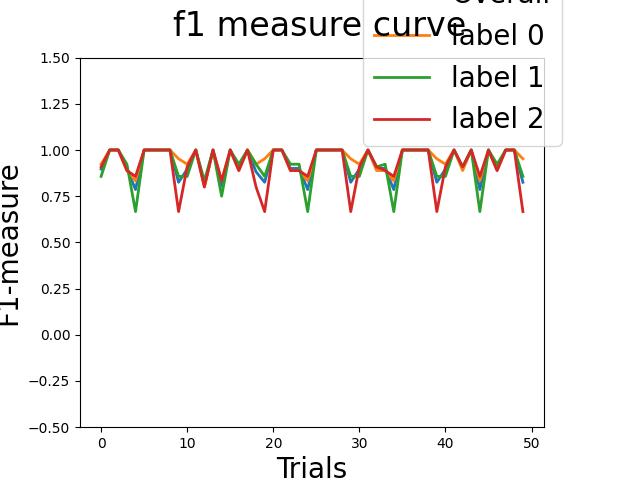 f1 measure curve
Overall
label 0
label 1
label 2
1.50
1.25
1.00
0.75
0.50
0.25
0.00
−0.25
−0.50
F1-measure
0 10 20 30 40 50
Trials